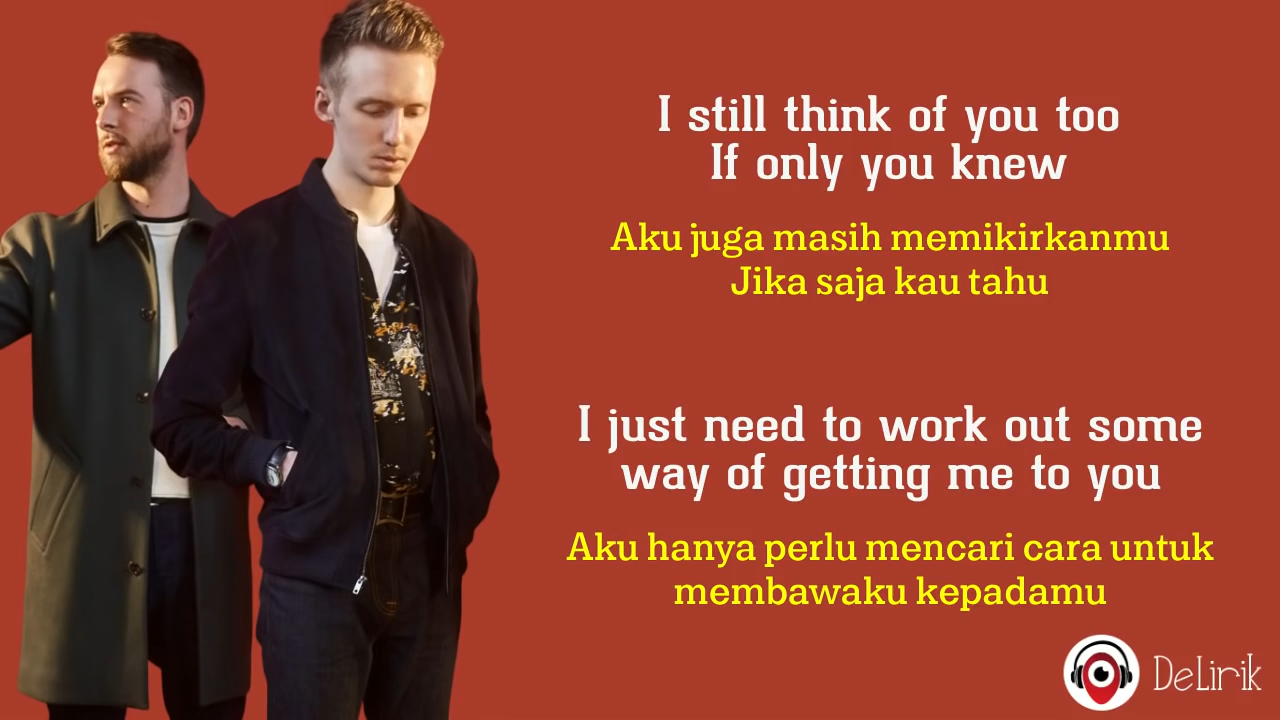 I still think of you too
If only you knew
Aku juga masih memikirkanmu
Jika saja kau tahu
I just need to work out some
way of getting me to you
Aku hanya perlu mencari cara untuk
membawaku kepadamu
DeLirik